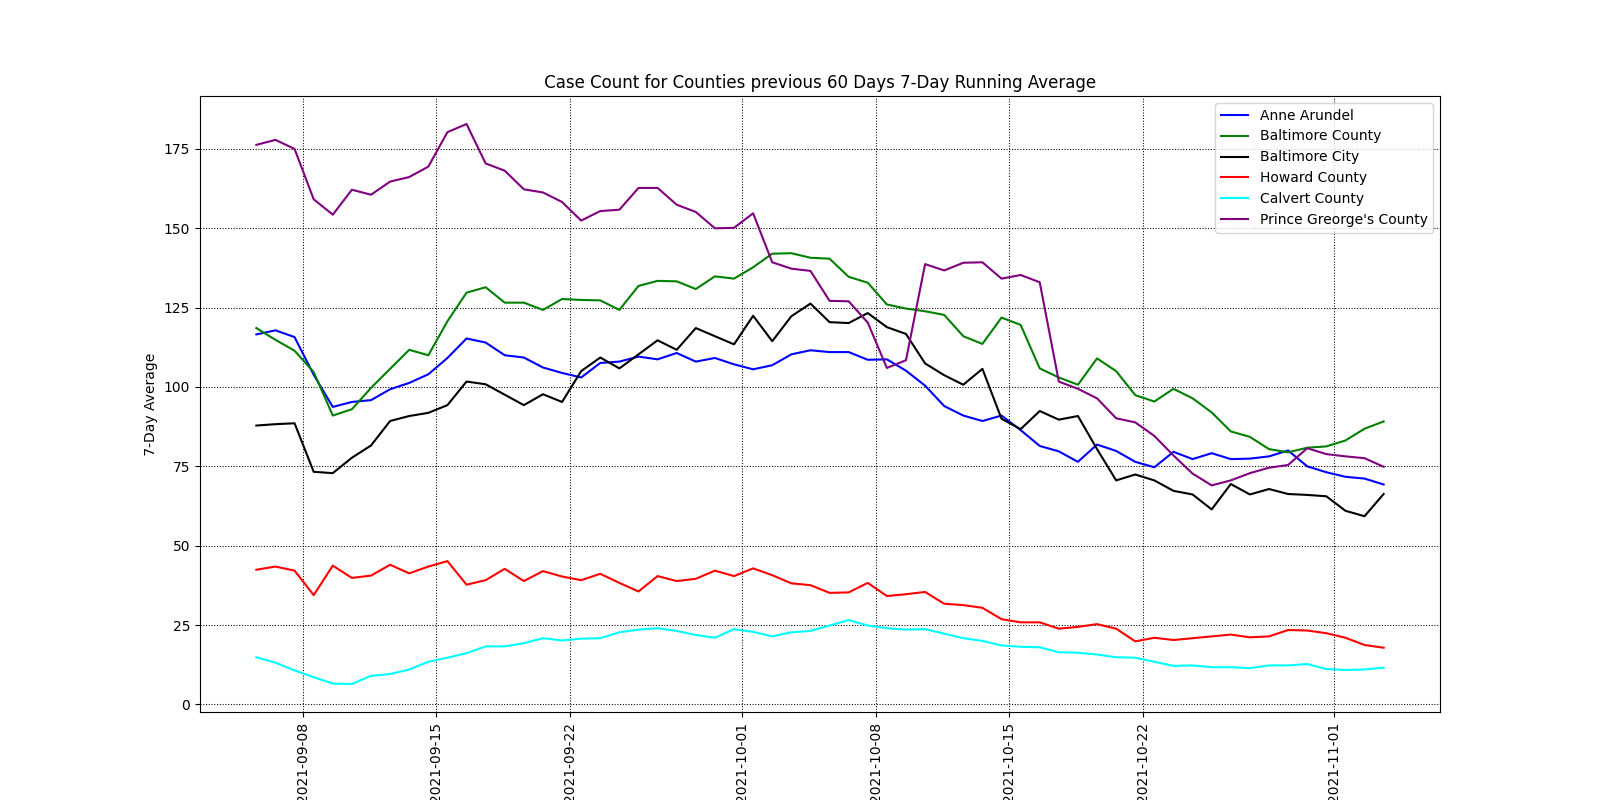 Case Count for Counties previous 60 Days 7-Day Running Average
Anne Arundel
Baltimore County
Baltimore City
Howard County
Calvert County
Prince Greorge's County
7-Day Average
175
150
125
100
75
50
25
0
2021-09-08
2021-09-15
2021-09-22
2021-10-01
2021-10-08
2021-10-15
2021-10-22
2021-11-01